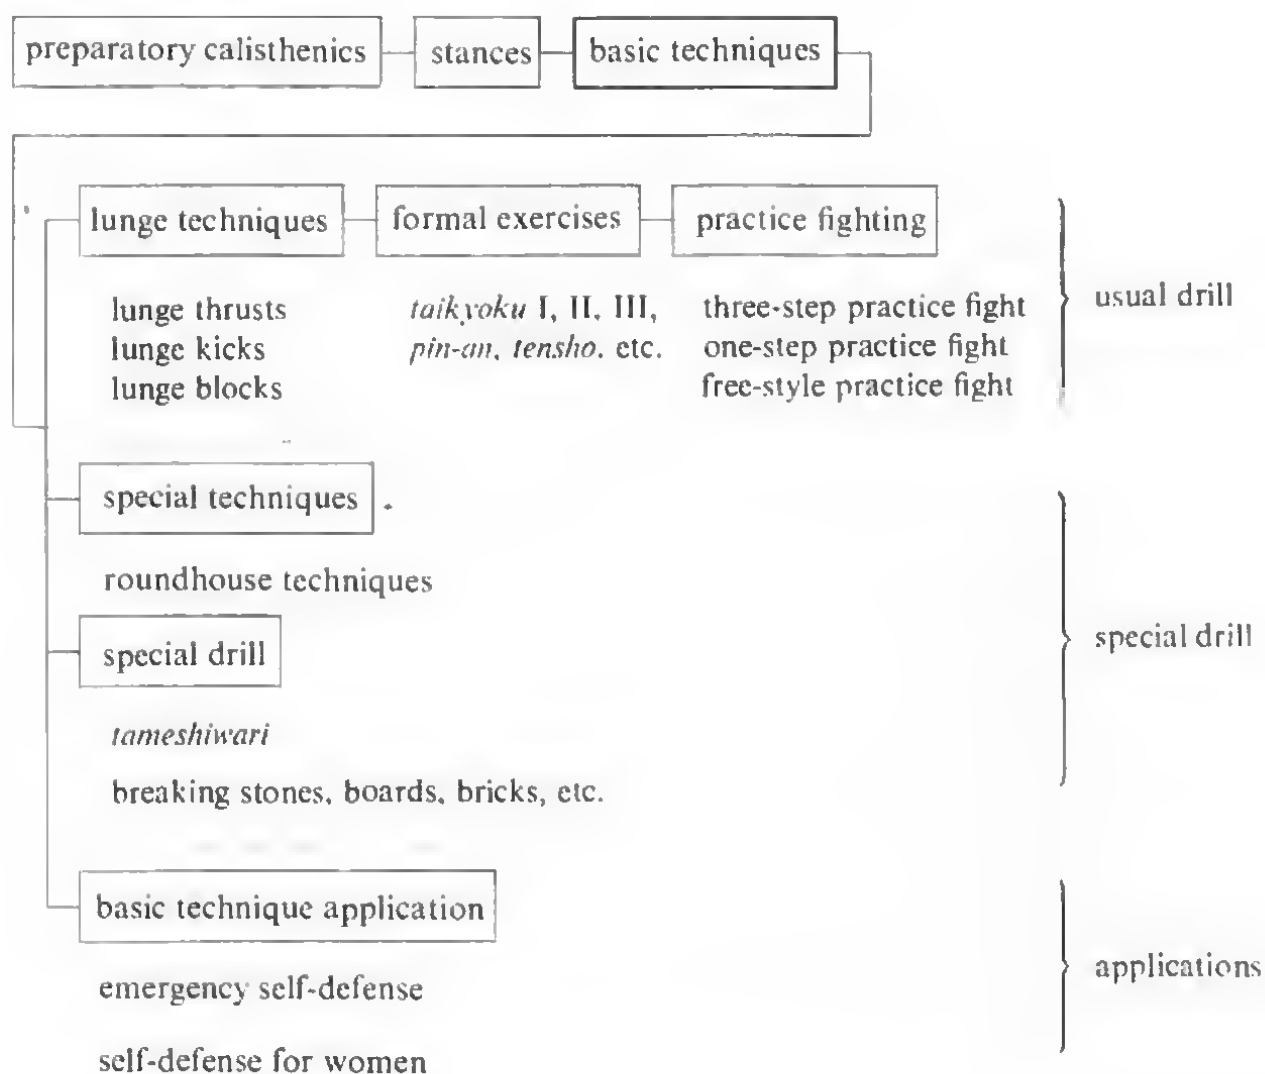 preparatory calisthenics stances basic techniques
lunge techniques formal exercises practice fighting
lunge thrusts taikyoku I, II, III, three-step practice fight
lunge kicks pin-an, tensho, etc. one-step practice fight
lunge blocks free-style practice fight
usual drill
special techniques
roundhouse techniques
special drill
tameshiwari
breaking stones, boards, bricks, etc.
special drill
basic technique application
emergency self-defense
self-defense for women
applications